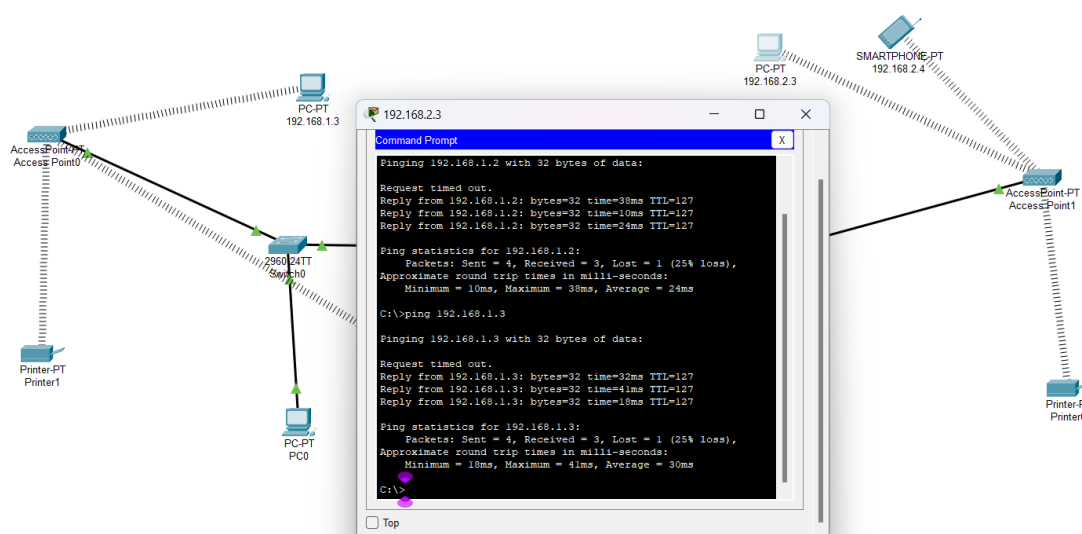 SMARTPHONE-PT
192.168.2.4
PC-PT
192.168.2.3
PC-PT
192.168.1.3
AccessPoint-PT
Access Point0
2960-24TT
Switch0
Printer-PT
Printer1
PC-PT
PC0
192.168.2.3
Command Prompt
X
Pinging 192.168.1.2 with 32 bytes of data:
Request timed out.
Reply from 192.168.1.2: bytes=32 time=38ms TTL=127
Reply from 192.168.1.2: bytes=32 time=10ms TTL=127
Reply from 192.168.1.2: bytes=32 time=24ms TTL=127
Ping statistics for 192.168.1.2:
Packets: Sent = 4, Received = 3, Lost = 1 (25% loss),
Approximate round trip times in milli-seconds:
Minimum = 10ms, Maximum = 38ms, Average = 24ms
C:\>ping 192.168.1.3
Pinging 192.168.1.3 with 32 bytes of data:
Request timed out.
Reply from 192.168.1.3: bytes=32 time=32ms TTL=127
Reply from 192.168.1.3: bytes=32 time=41ms TTL=127
Reply from 192.168.1.3: bytes=32 time=18ms TTL=127
Ping statistics for 192.168.1.3:
Packets: Sent = 4, Received = 3, Lost = 1 (25% loss),
Approximate round trip times in milli-seconds:
Minimum = 18ms, Maximum = 41ms, Average = 30ms
C:\>
Top
AccessPoint-PT
Access Point1
Printer-
Printer